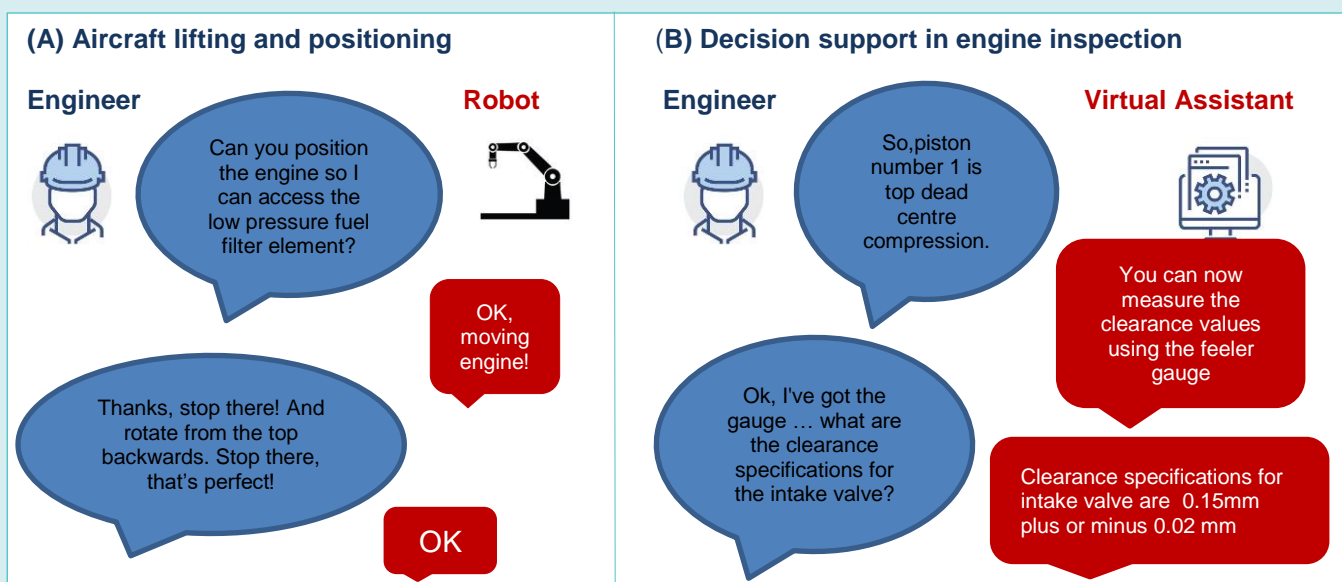 (A) Aircraft lifting and positioning
Engineer
Robot
Can you position
the engine so I
can access the
low pressure fuel
filter element?
OK,
moving
engine!
Thanks, stop there! And
rotate from the top
backwards. Stop there,
that's perfect!
OK
(B) Decision support in engine inspection
Engineer
Virtual Assistant
So,piston
number 1 is
top dead
centre
compression.
You can now
measure the
clearance values
using the feeler
gauge
Ok, I've got the
gauge … what are
the clearance
specifications for
the intake valve?
Clearance specifications for
intake valve are 0.15mm
plus or minus 0.02 mm